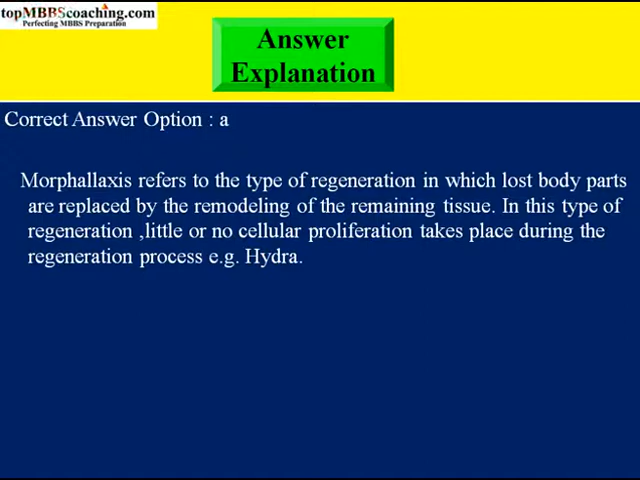 topMBBScoaching.com
Perfecting MBBS Preparation
Answer
Explanation
Correct Answer Option : a
Morphallaxis refers to the type of regeneration in which lost body parts
are replaced by the remodeling of the remaining tissue. In this type of
regeneration ,little or no cellular proliferation takes place during the
regeneration process e.g. Hydra.